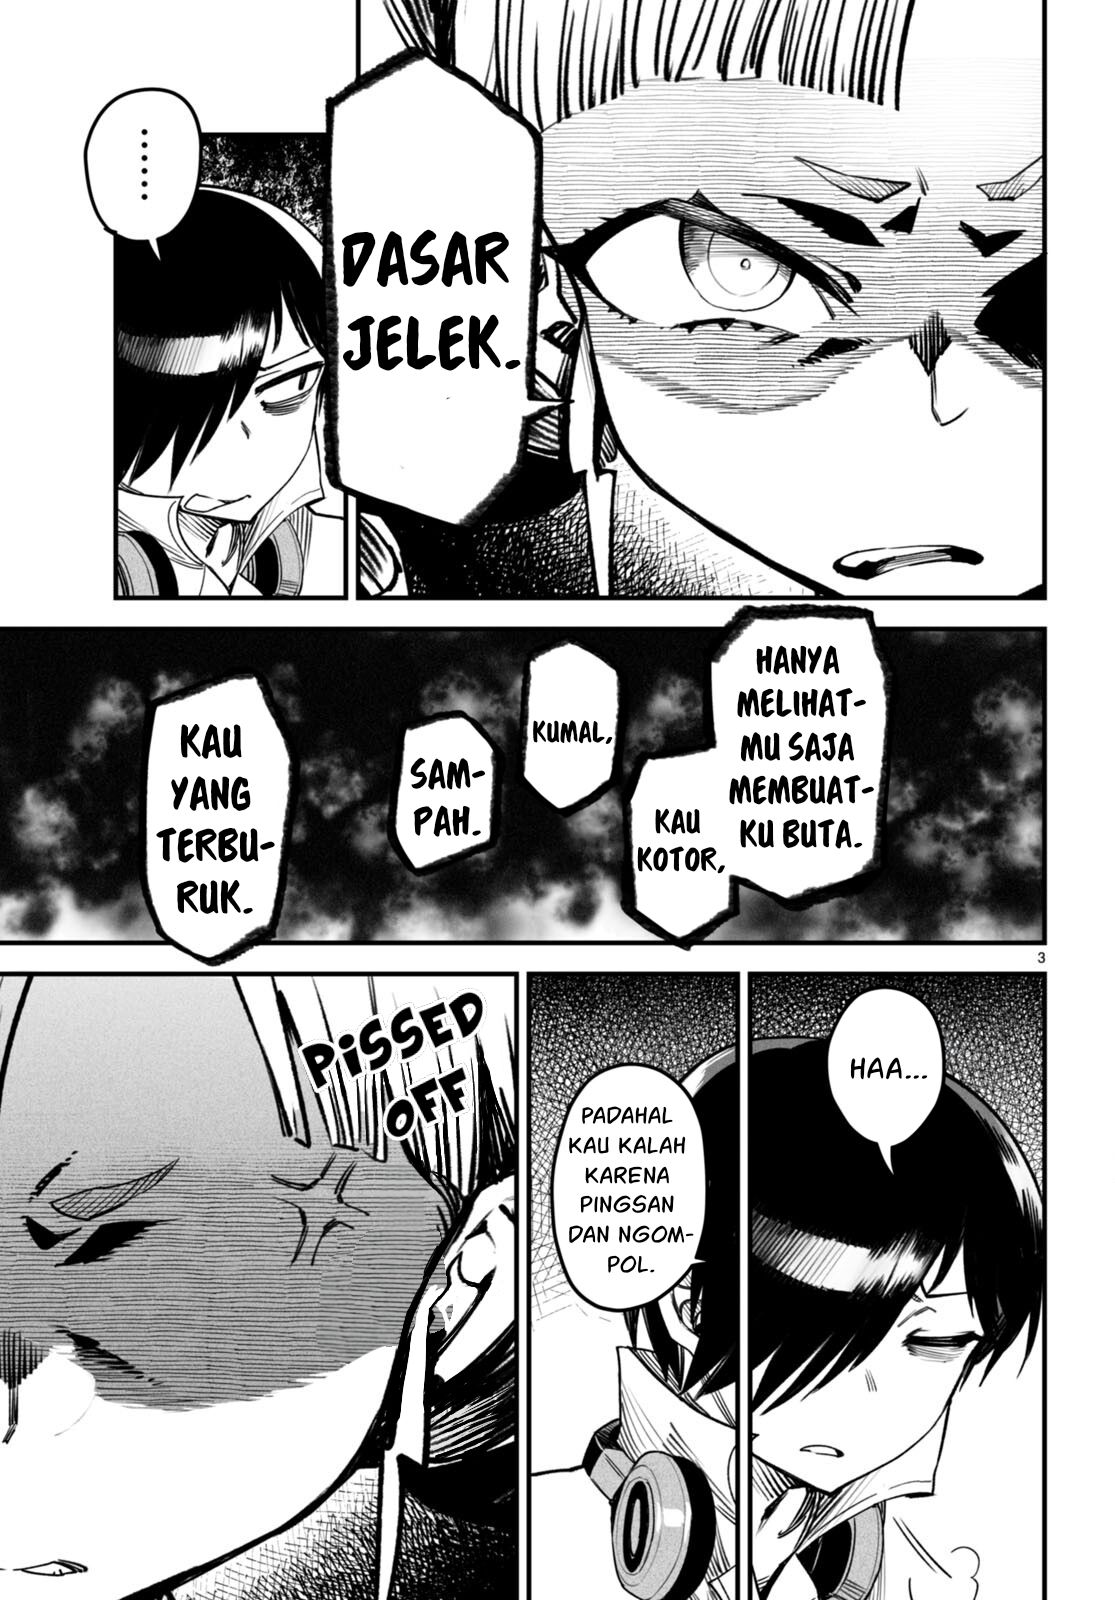 DASAR
JELEK.
........
HANYA
MELIHAT-
MU SAJA
MEMBUAT-
KU BUTA.
KAU
KOTOR,
KUMAL,
SAM-
PAH.
KAU
YANG
TERBU-
RUK.
3
HAA...
PADAHAL
KAU KALAH
KARENA
PINGSAN
DAN NGOM-
POL.
PISSED
OFF